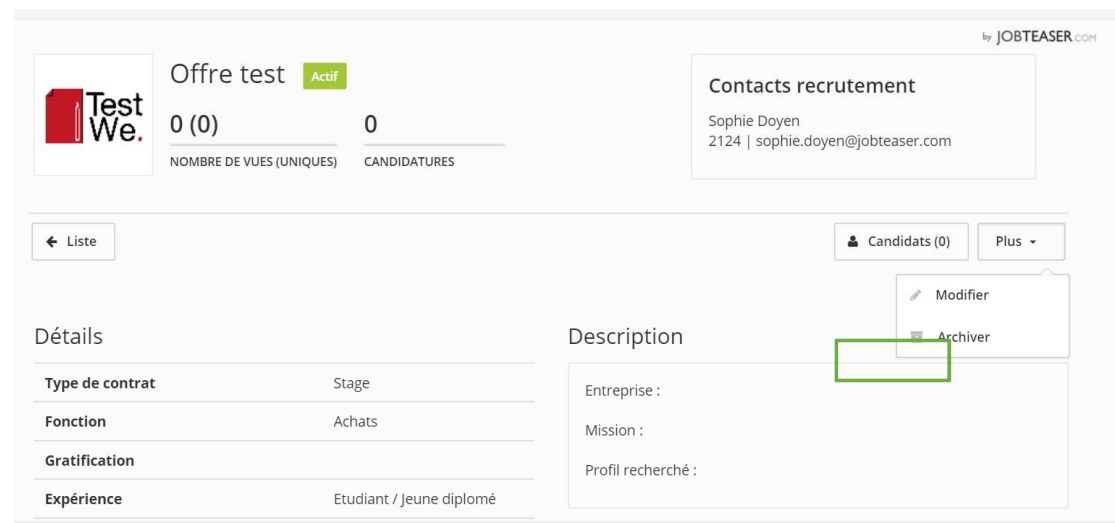 by JOBTEASER.COM
Test
We.
Offre test Actif
0 (0) 0
NOMBRE DE VUES (UNIQUES) CANDIDATURES
Contacts recrutement
Sophie Doyen
2124 | sophie.doyen@jobteaser.com
Liste
Candidats (0) Plus
Modifier
Archiver
Détails
Type de contrat Stage
Fonction Achats
Gratification
Expérience Etudiant / Jeune diplomé
Description
Entreprise :
Mission :
Profil recherché :